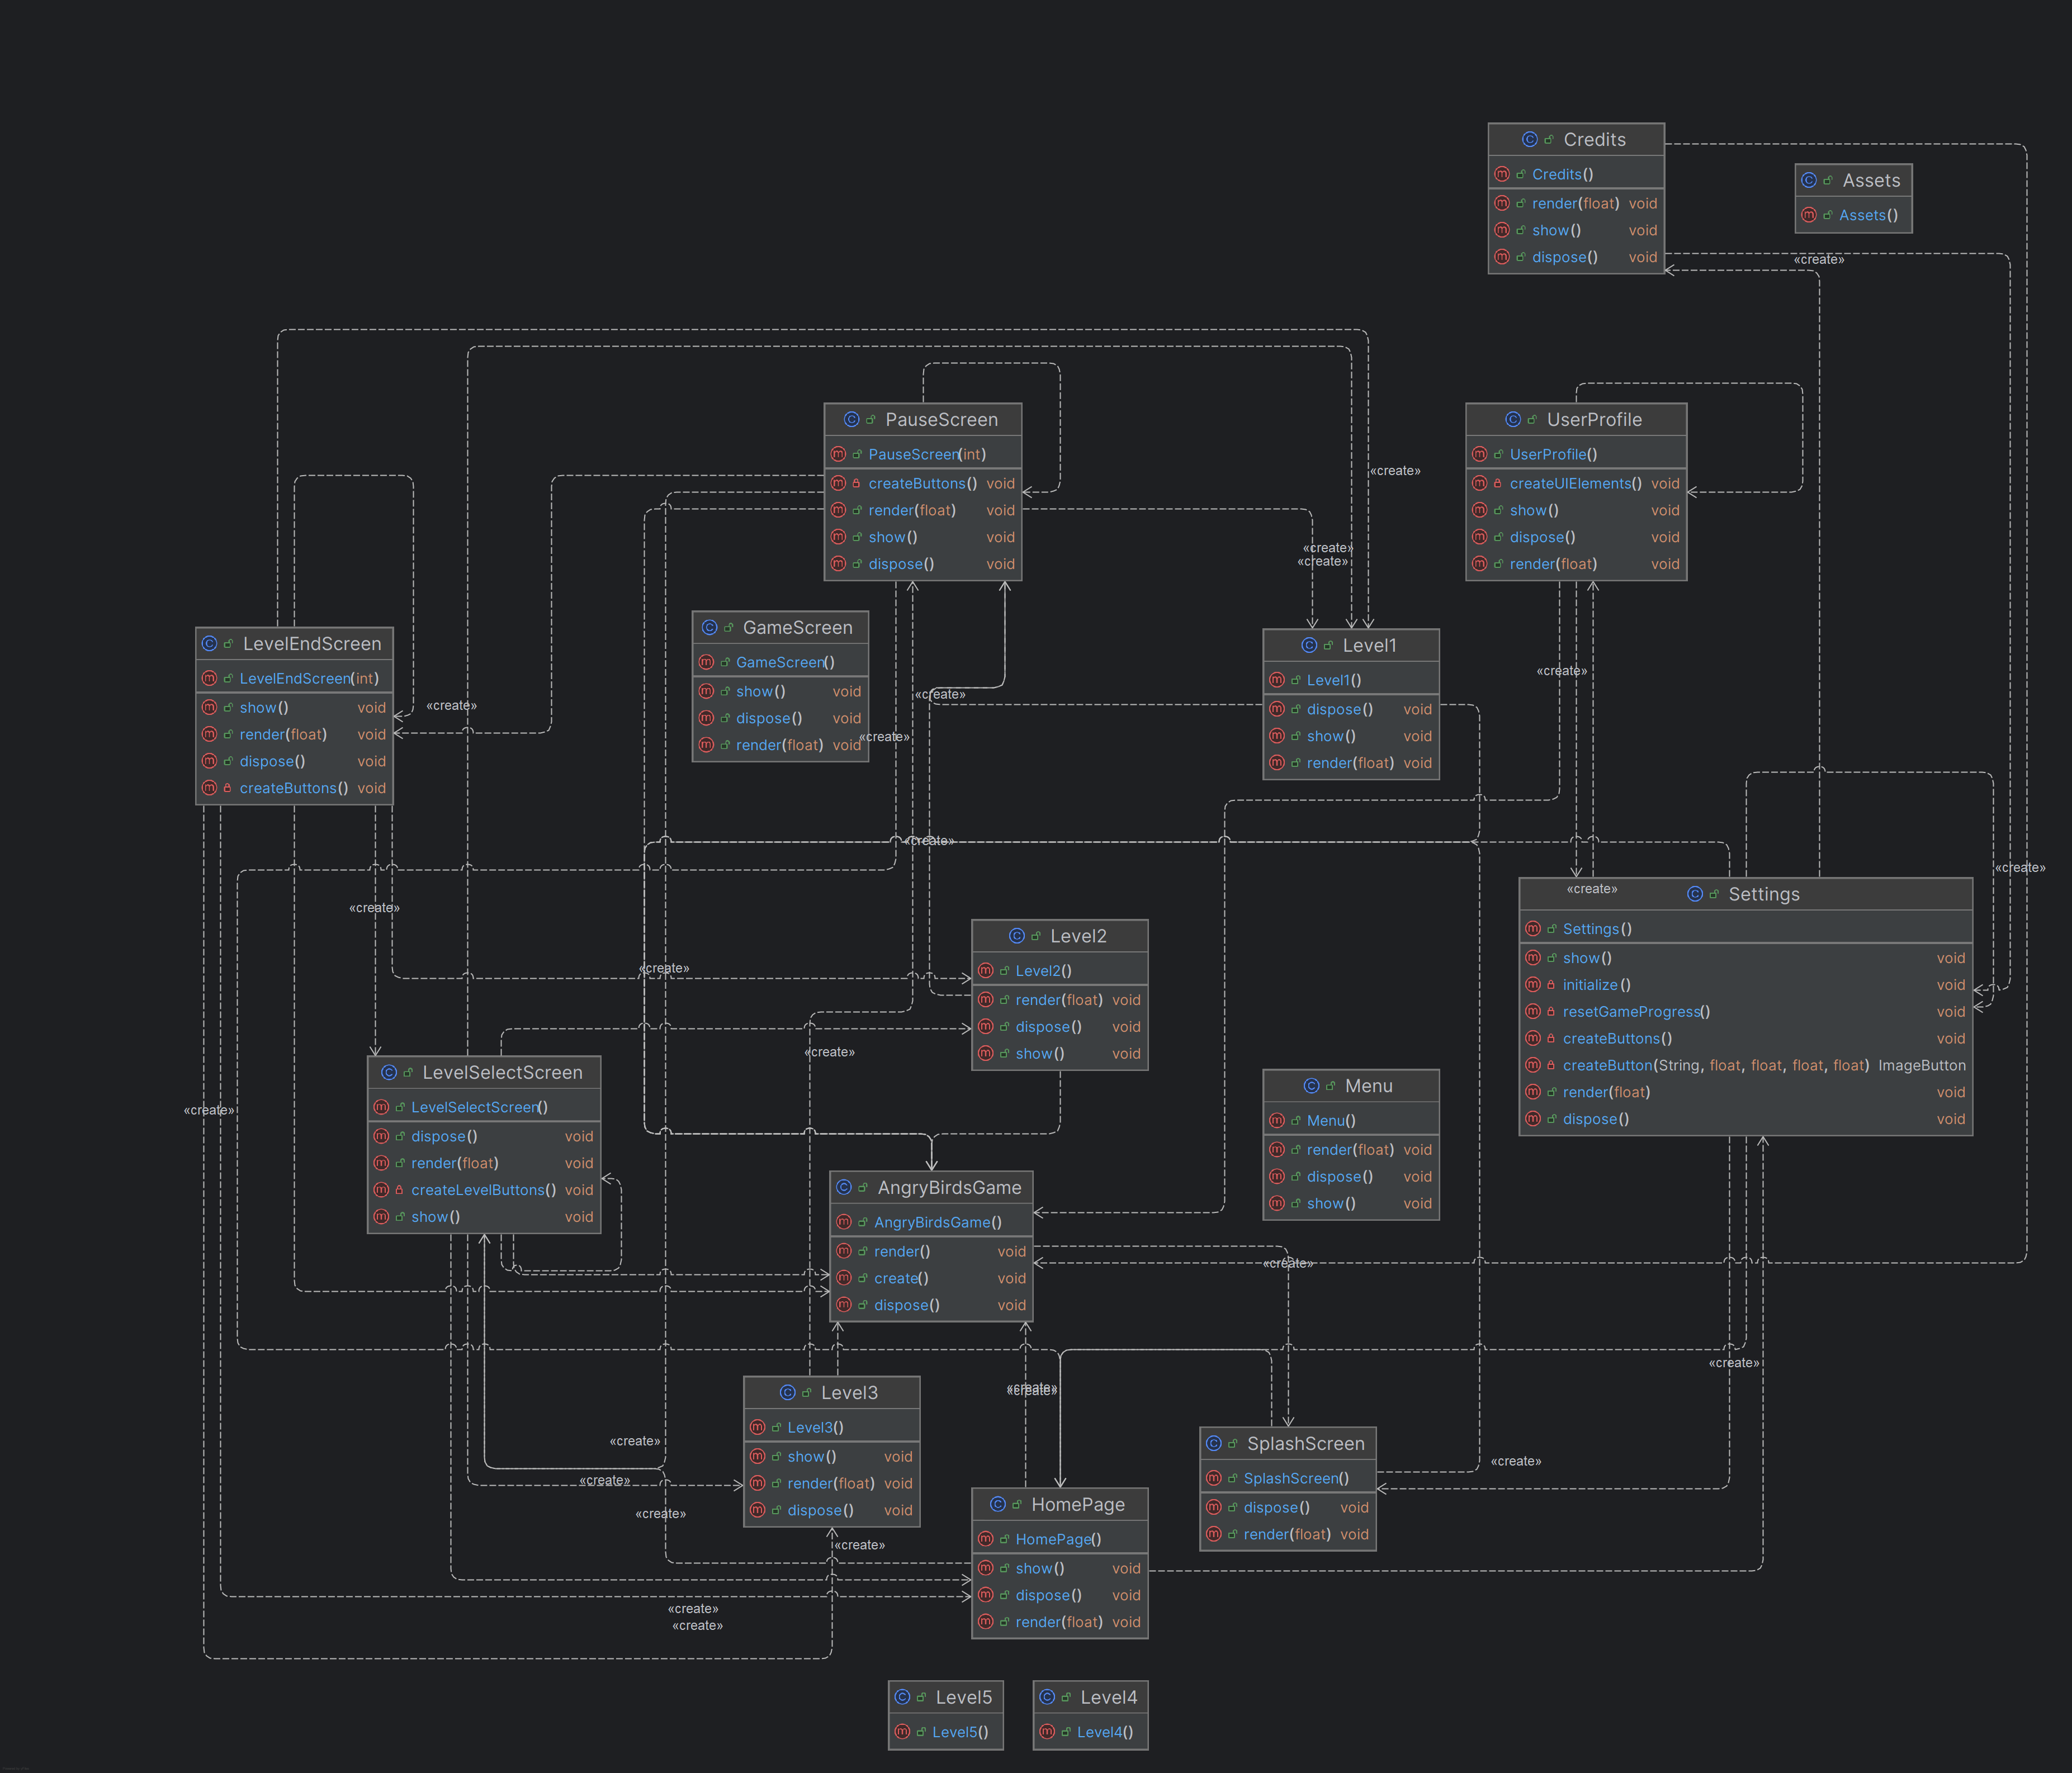 Credits
Credits()
render(float) void
show() void
dispose() void
Assets
Assets()
«create»
PauseScreen
PauseScreen(int)
createButtons() void
render(float) void
show() void
dispose() void
UserProfile
UserProfile()
createUIElements() void
show() void
dispose() void
render(float) void
«create»
«create»
«create»
GameScreen
GameScreen()
show() void
dispose() void
render(float) void
LevelEndScreen
LevelEndScreen(int)
show() void
render(float) void
dispose() void
createButtons() void
Level1
Level1()
dispose() void
show() void
render(float) void
«create»
«create»
«create»
«create»
«create»
«create»
«create»
«create»
Settings
Settings()
show() void
initialize() void
resetGameProgress() void
createButtons() void
createButton(String, float, float, float, float) ImageButton
render(float) void
dispose() void
Level2
Level2()
render(float) void
dispose() void
show() void
«create»
«create»
«create»
LevelSelectScreen
LevelSelectScreen()
dispose() void
render(float) void
createLevelButtons() void
show() void
Menu
Menu()
render(float) void
dispose() void
show() void
AngryBirdsGame
AngryBirdsGame()
render() void
create() void
dispose() void
«create»
«create»
«create»
«create»
Level3
Level3()
show() void
render(float) void
dispose() void
SplashScreen
SplashScreen()
dispose() void
render(float) void
«create»
«create»
«create»
«create»
«create»
HomePage
HomePage()
show() void
dispose() void
render(float) void
«create»
«create»
Level5
Level5()
Level4
Level4()